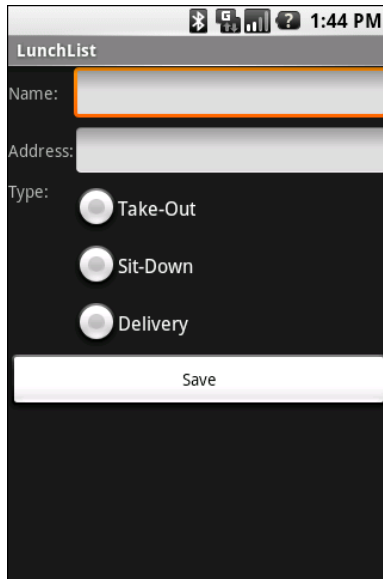 1:44 PM
LunchList
Name:
Address:
Type:
Take-Out
Sit-Down
Delivery
Save